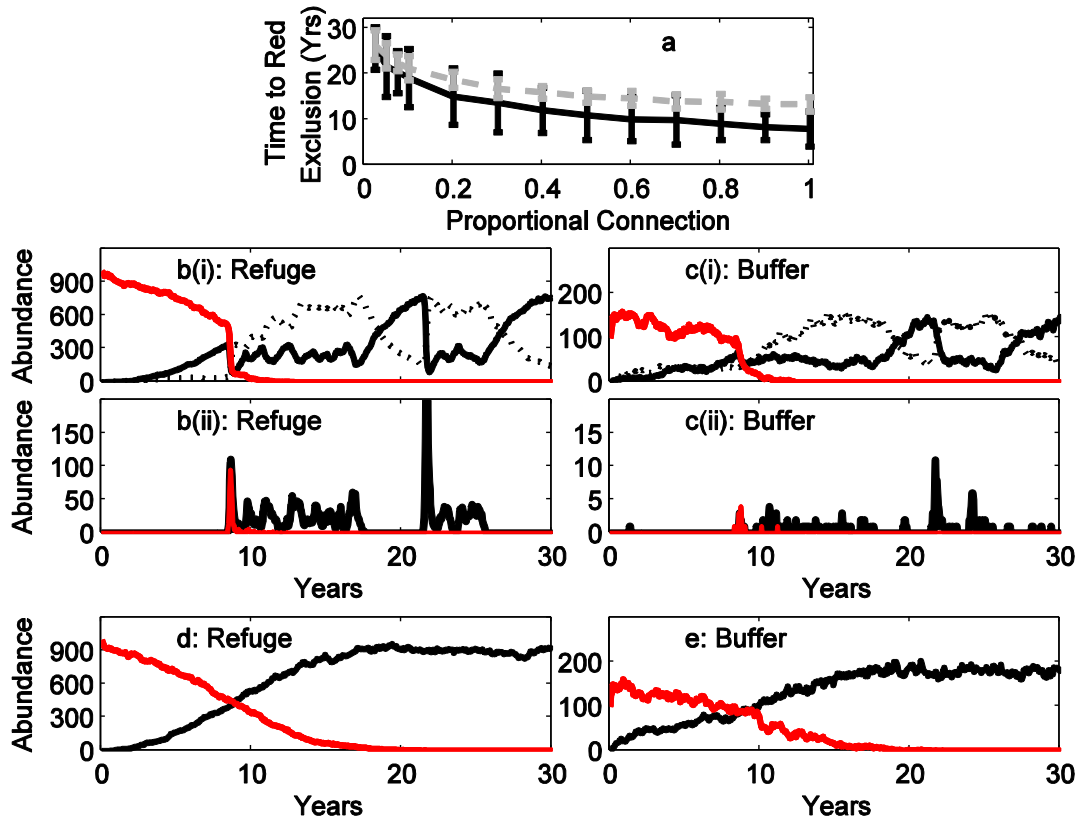 a
30
20
10
0
Time to Red
Exclusion (Yrs)
0 0.2 0.4 0.6 0.8 1
Proportional Connection
b(i): Refuge
900
600
300
0
Abundance
c(i): Buffer
200
100
0
b(ii): Refuge
150
100
50
0
Abundance
0 10 20 30
Years
c(ii): Buffer
15
10
5
0
0 10 20 30
Years
d: Refuge
900
600
300
0
Abundance
0 10 20 30
Years
e: Buffer
200
100
0
0 10 20 30
Years